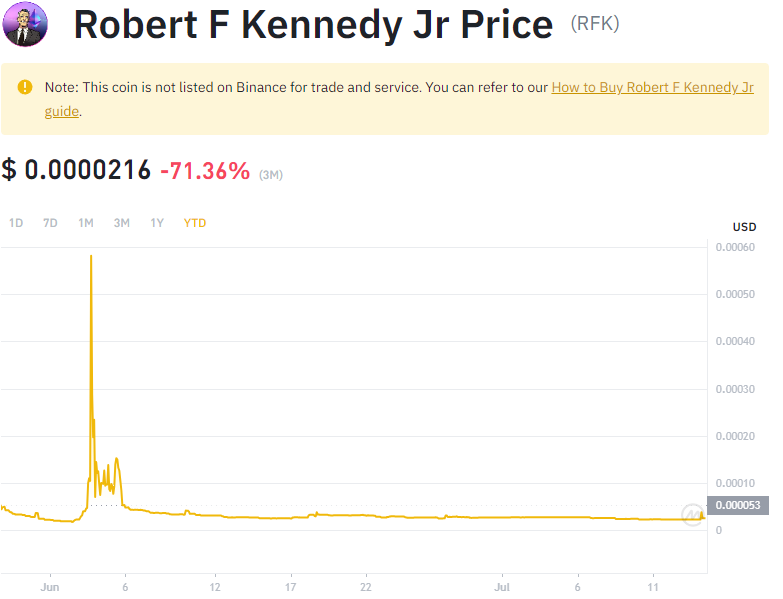 Robert F Kennedy Jr Price (RFK)
Note: This coin is not listed on Binance for trade and service. You can refer to our How to Buy Robert F Kennedy Jr
guide.
$ 0.0000216 -71.36% (3M)
1D 7D 1M 3M 1Y YTD
USD
0.00060
0.00050
0.00040
0.00030
0.00020
0.00010
0.000053
0
Jun 6 12 17 22 Jul 6 11